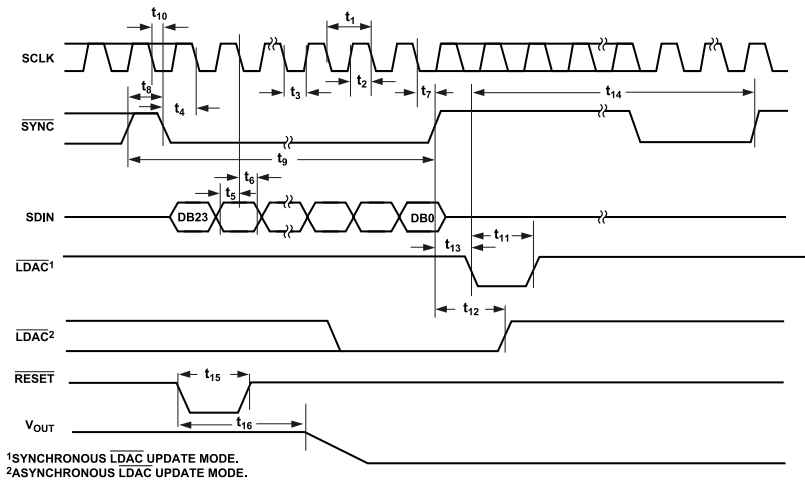 t10
t1
SCLK
t8
t4
t3
t2
t7
t14
SYNC
t9
t6
t5
SDIN
DB23
DB0
t13
t11
LDAC1
t12
LDAC2
RESET
t15
t16
VOUT
1SYNCHRONOUS LDAC UPDATE MODE.
2ASYNCHRONOUS LDAC UPDATE MODE.